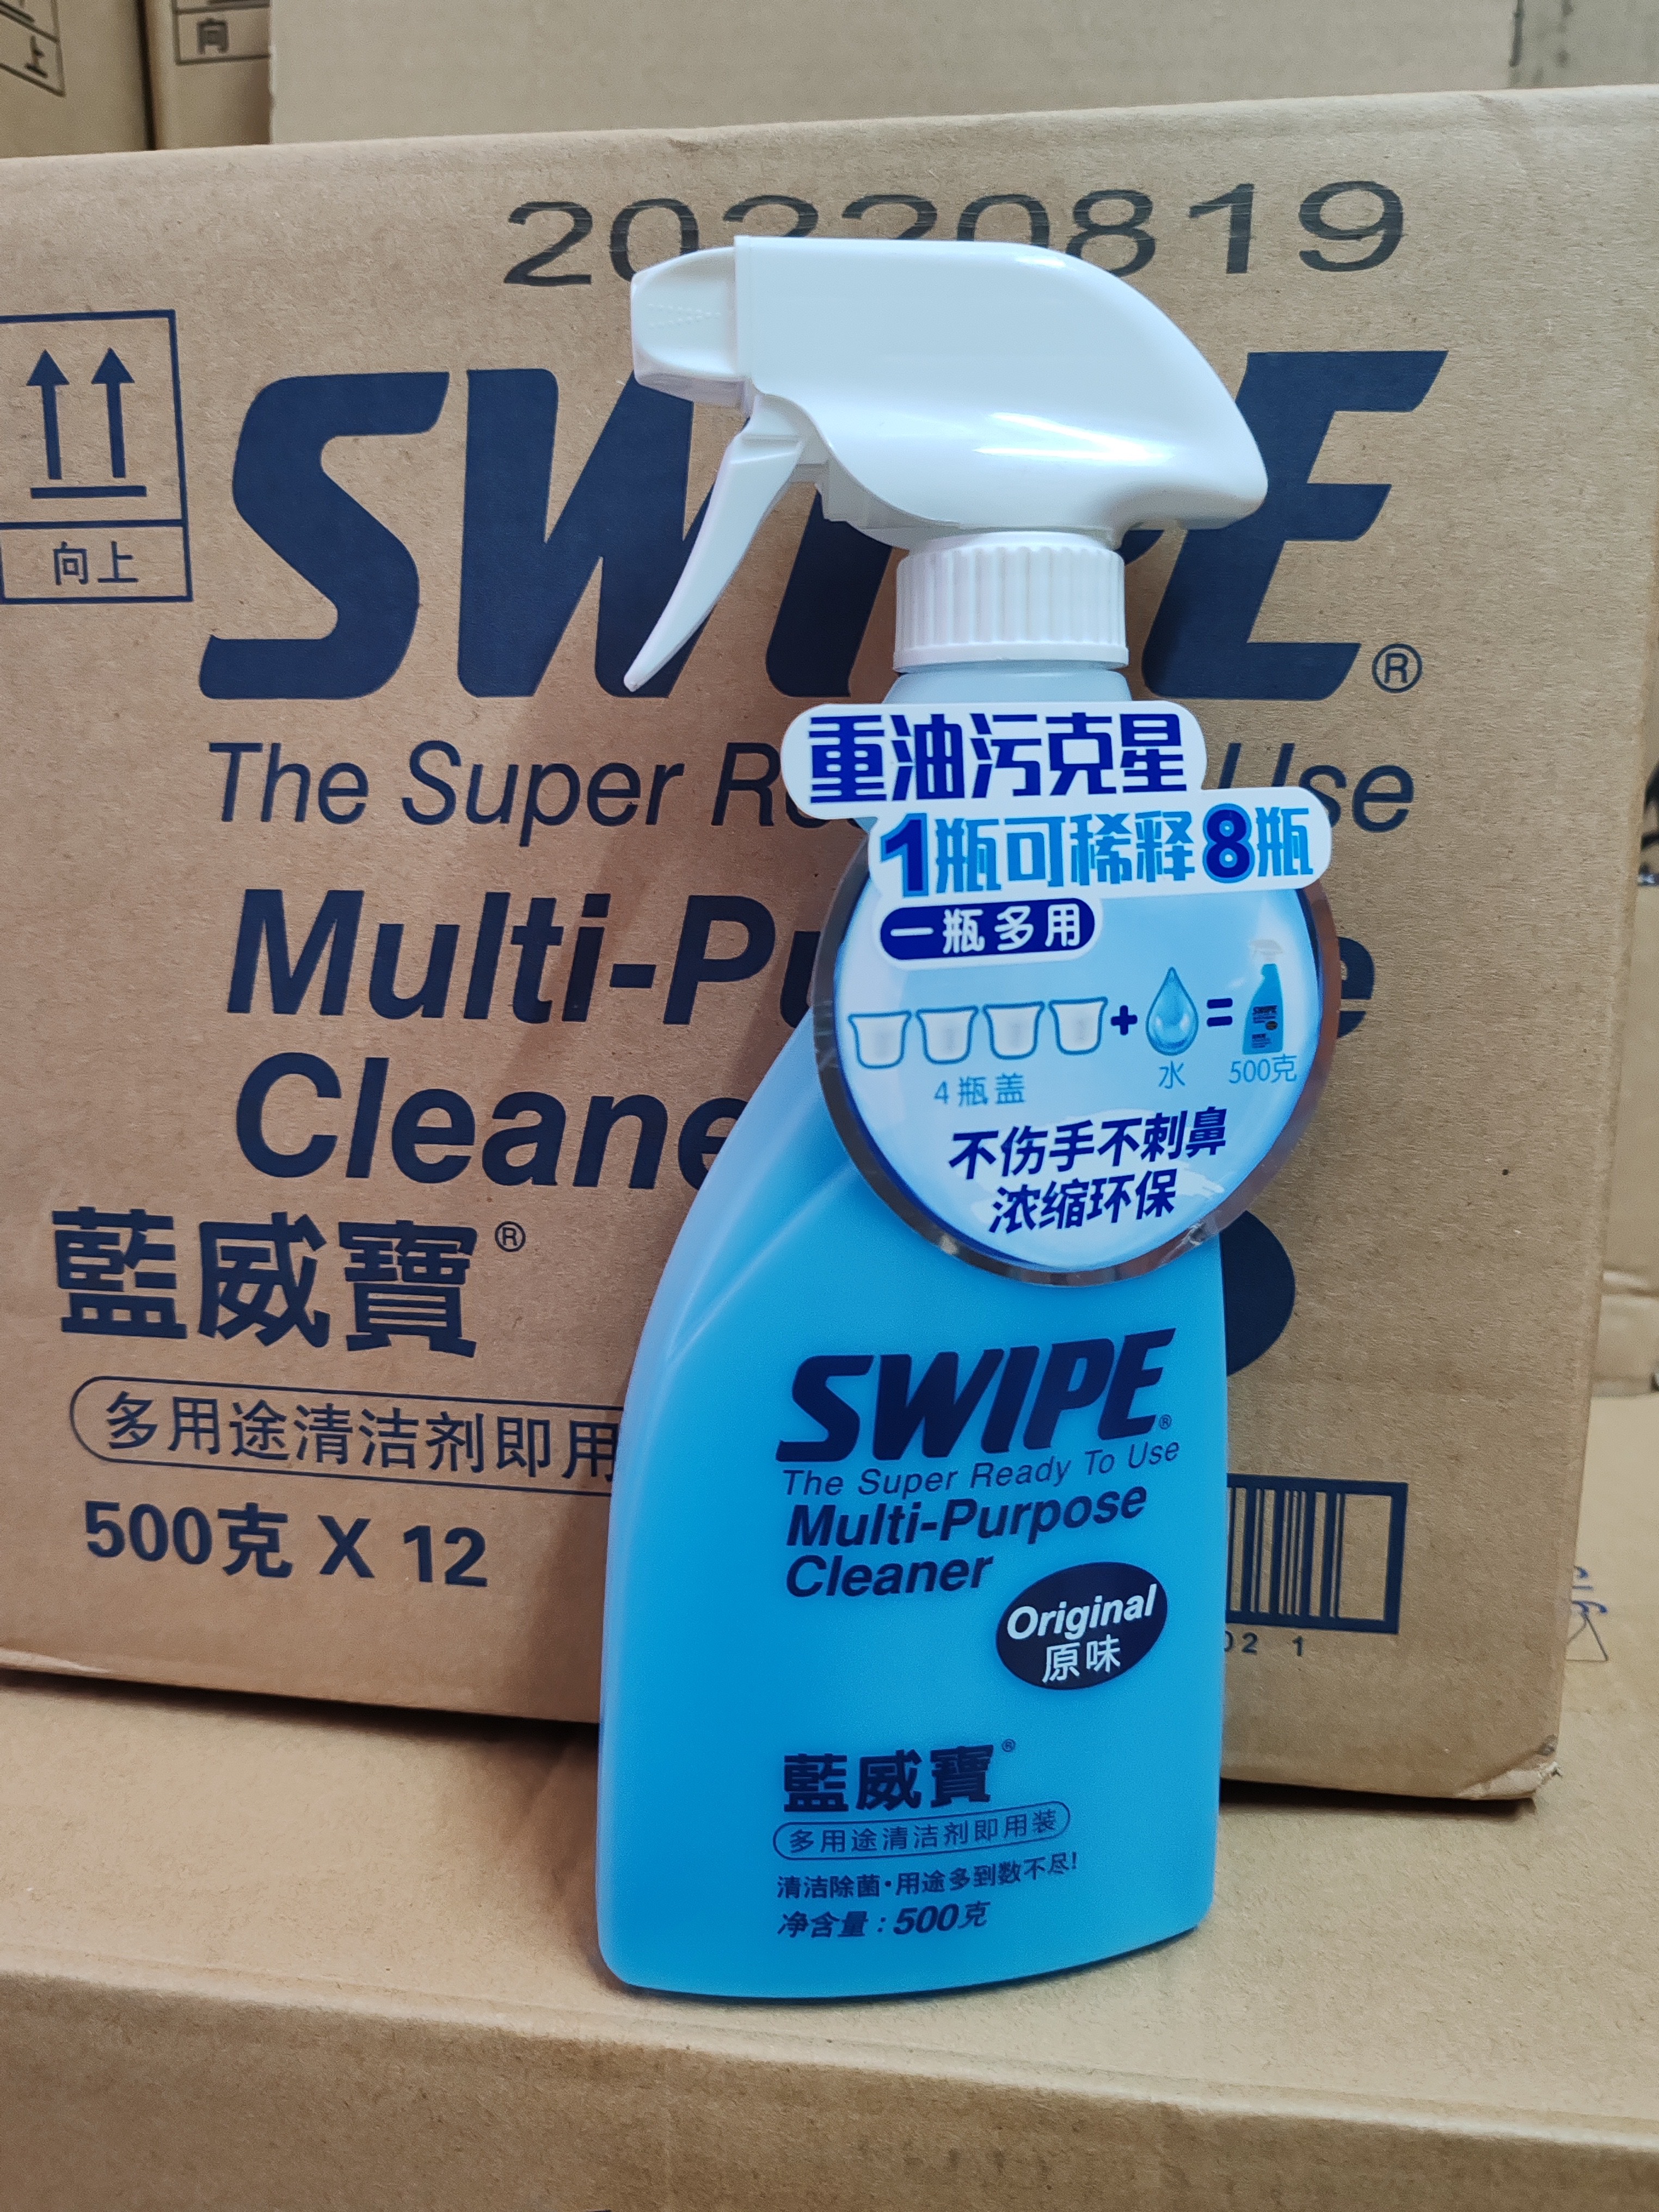 上
向
20220819
向上
SWIPE®
The Super Use
Multi-Pu e
Cleane
藍威寶®
多用途清洁剂即用
500克 X 12
02 1
重油污克星
1瓶可稀释8瓶
一瓶多用
+ =
4瓶盖 水 500克
不伤手不刺鼻
浓缩环保
SWIPE®
The Super Ready To Use
Multi-Purpose
Cleaner
Original
原味
藍威寶®
多用途清洁剂即用装
清洁除菌·用途多到数不尽!
净含量:500克